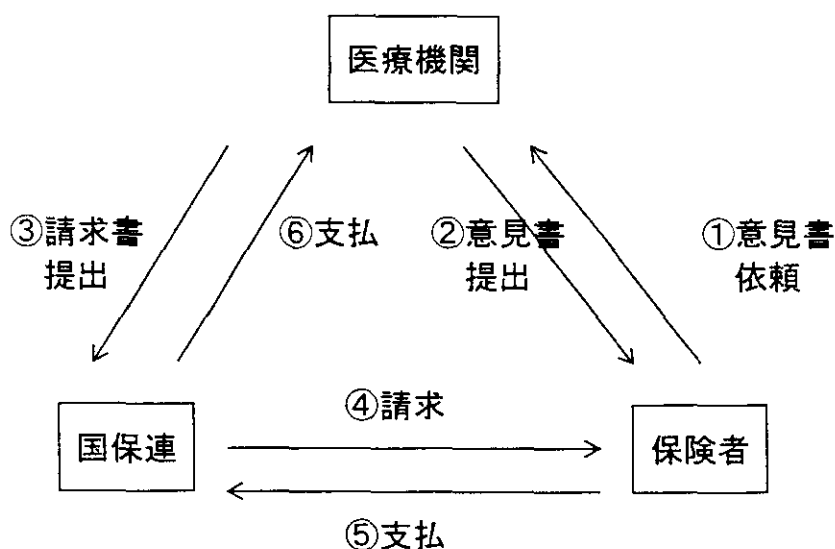 医療機関
③請求書
提出
⑥支払
②意見書
提出
①意見書
依頼
国保連
④請求
保険者
⑤支払